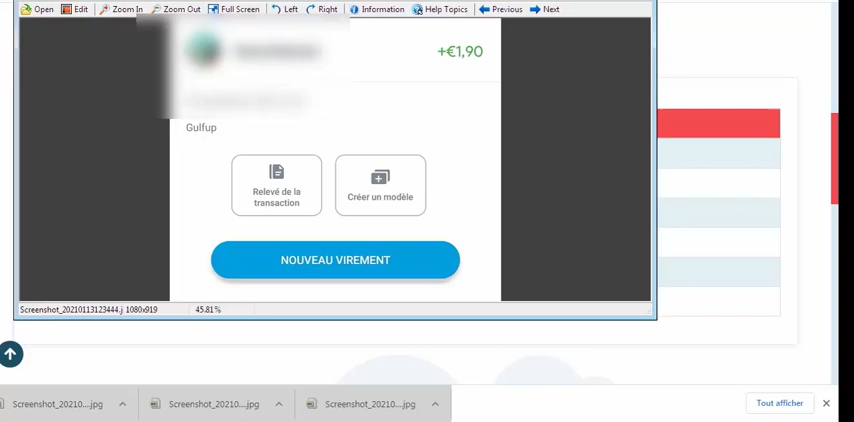 Open Edit Zoom In Zoom Out Full Screen Left Right Information Help Topics Previous Next
+€1,90
Gulfup
Relevé de la
transaction
Créer un modèle
NOUVEAU VIREMENT
Screenshot_20210113123444.j 1080x919 45.81%
Screenshot_20210....jpg Screenshot_20210....jpg Screenshot_20210....jpg Tout afficher